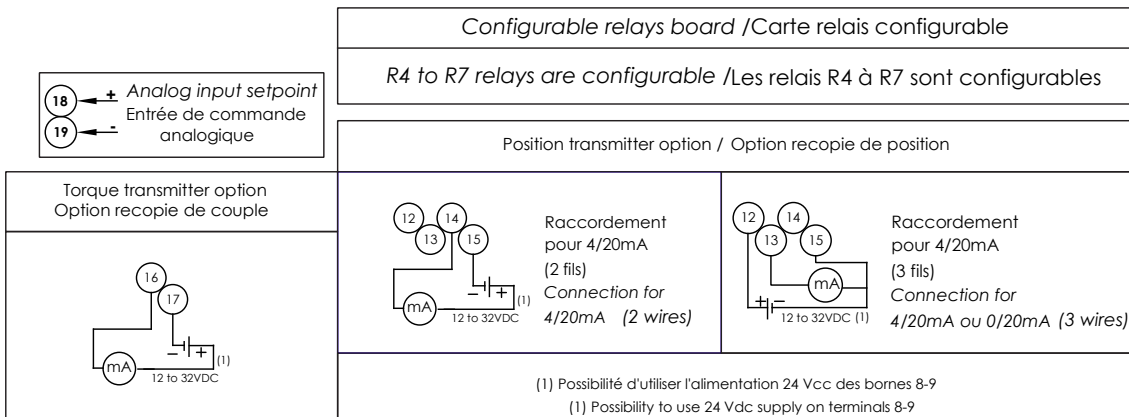 Configurable relays board /Carte relais configurable
R4 to R7 relays are configurable /Les relais R4 à R7 sont configurables
18
+
Analog input setpoint
19
-
Entrée de commande
analogique
Position transmitter option / Option recopie de position
Torque transmitter option
Option recopie de couple
16
17
- +
(1)
mA
12 to 32VDC
12
14
13
15
- +
(1)
mA
12 to 32VDC
Raccordement
pour 4/20mA
(2 fils)
Connection for
4/20mA (2 wires)
12
14
13
15
mA
+ -
12 to 32VDC (1)
Raccordement
pour 4/20mA
(3 fils)
Connection for
4/20mA ou 0/20mA (3 wires)
(1) Possibilité d'utiliser l'alimentation 24 Vcc des bornes 8-9
(1) Possibility to use 24 Vdc supply on terminals 8-9